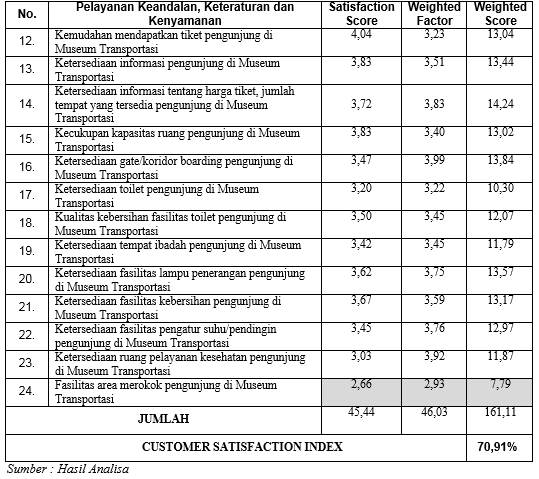 No. Pelayanan Keandalan, Keteraturan dan Kenyamanan Satisfaction Score Weighted Factor Weighted Score
12. Kemudahan mendapatkan tiket pengunjung di Museum Transportasi 4,04 3,23 13,04
13. Ketersediaan informasi pengunjung di Museum Transportasi 3,83 3,51 13,44
14. Ketersediaan informasi tentang harga tiket, jumlah tempat yang tersedia pengunjung di Museum Transportasi 3,72 3,83 14,24
15. Kecukupan kapasitas ruang pengunjung di Museum Transportasi 3,83 3,40 13,02
16. Ketersediaan gate/koridor boarding pengunjung di Museum Transportasi 3,47 3,99 13,84
17. Ketersediaan toilet pengunjung di Museum Transportasi 3,20 3,22 10,30
18. Kualitas kebersihan fasilitas toilet pengunjung di Museum Transportasi 3,50 3,45 12,07
19. Ketersediaan tempat ibadah pengunjung di Museum Transportasi 3,42 3,45 11,79
20. Ketersediaan fasilitas lampu penerangan pengunjung di Museum Transportasi 3,62 3,75 13,57
21. Ketersediaan fasilitas kebersihan pengunjung di Museum Transportasi 3,67 3,59 13,17
22. Ketersediaan fasilitas pengatur suhu/pendingin pengunjung di Museum Transportasi 3,45 3,76 12,97
23. Ketersediaan ruang pelayanan kesehatan pengunjung di Museum Transportasi 3,03 3,92 11,87
24. Fasilitas area merokok pengunjung di Museum Transportasi 2,66 2,93 7,79
JUMLAH 45,44 46,03 161,11
CUSTOMER SATISFACTION INDEX 70,91%
Sumber : Hasil Analisa